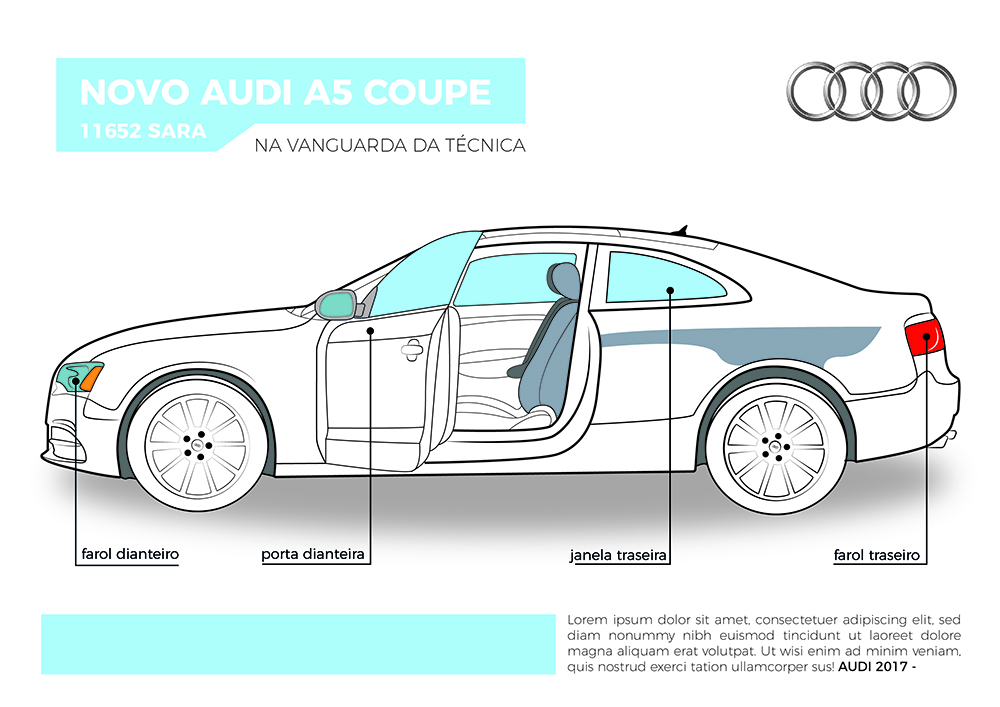 NOVO AUDI A5 COUPE
11652 SARA
NA VANGUARDA DA TÉCNICA
farol dianteiro
porta dianteira
janela traseira
farol traseiro
Lorem ipsum dolor sit amet, consectetuer adipiscing elit, sed
diam nonummy nibh euismod tincidunt ut laoreet dolore
magna aliquam erat volutpat. Ut wisi enim ad minim veniam,
quis nostrud exerci tation ullamcorper sus! AUDI 2017 -